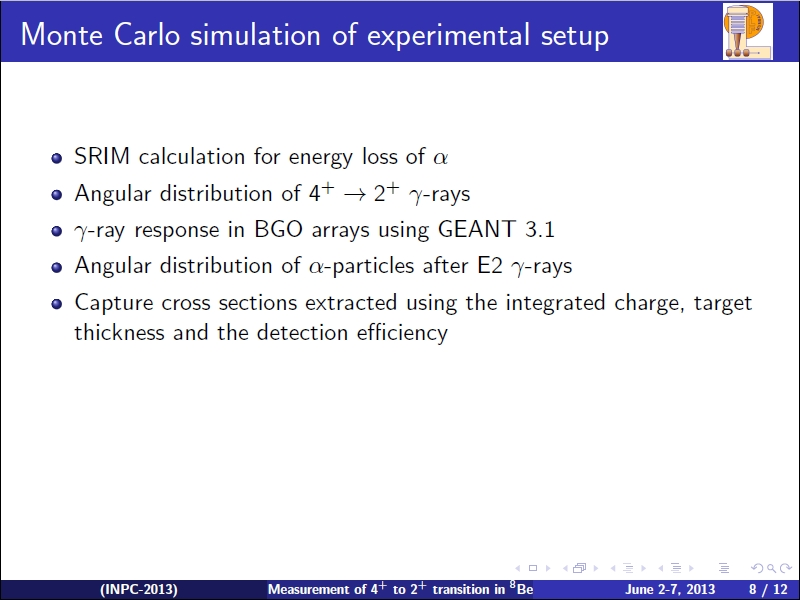 Monte Carlo simulation of experimental setup
SRIM calculation for energy loss of α
Angular distribution of 4⁺ → 2⁺ γ-rays
γ-ray response in BGO arrays using GEANT 3.1
Angular distribution of α-particles after E2 γ-rays
Capture cross sections extracted using the integrated charge, target
thickness and the detection efficiency
(INPC-2013) Measurement of 4⁺ to 2⁺ transition in ⁸Be June 2-7, 2013 8 / 12